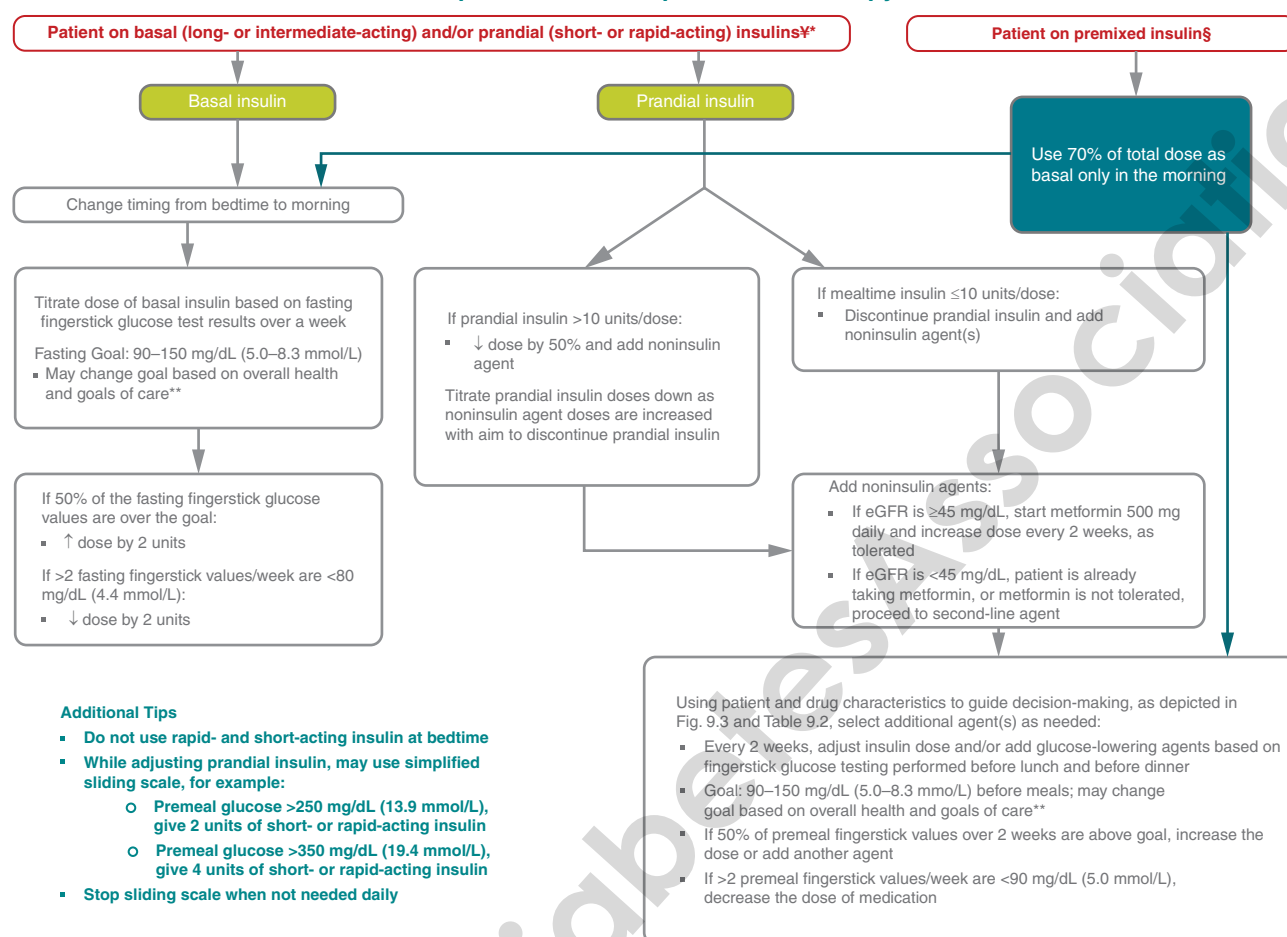 Patient on basal (long- or intermediate-acting) and/or prandial (short- or rapid-acting) insulins¥*
Patient on premixed insulin§
Basal insulin
Prandial insulin
Use 70% of total dose as
basal only in the morning
Change timing from bedtime to morning
Titrate dose of basal insulin based on fasting
fingerstick glucose test results over a week
Fasting Goal: 90–150 mg/dL (5.0–8.3 mmol/L)
▪ May change goal based on overall health
and goals of care**
If 50% of the fasting fingerstick glucose
values are over the goal:
▪ ↑ dose by 2 units
If >2 fasting fingerstick values/week are <80
mg/dL (4.4 mmol/L):
▪ ↓ dose by 2 units
If prandial insulin >10 units/dose:
▪ ↓ dose by 50% and add noninsulin
agent
Titrate prandial insulin doses down as
noninsulin agent doses are increased
with aim to discontinue prandial insulin
If mealtime insulin ≤10 units/dose:
▪ Discontinue prandial insulin and add
noninsulin agent(s)
Add noninsulin agents:
▪ If eGFR is ≥45 mg/dL, start metformin 500 mg
daily and increase dose every 2 weeks, as
tolerated
▪ If eGFR is <45 mg/dL, patient is already
taking metformin, or metformin is not tolerated,
proceed to second-line agent
Using patient and drug characteristics to guide decision-making, as depicted in
Fig. 9.3 and Table 9.2, select additional agent(s) as needed:
▪ Every 2 weeks, adjust insulin dose and/or add glucose-lowering agents based on
fingerstick glucose testing performed before lunch and before dinner
▪ Goal: 90–150 mg/dL (5.0–8.3 mmo/L) before meals; may change
goal based on overall health and goals of care**
▪ If 50% of premeal fingerstick values over 2 weeks are above goal, increase the
dose or add another agent
▪ If >2 premeal fingerstick values/week are <90 mg/dL (5.0 mmol/L),
decrease the dose of medication
Additional Tips
▪ Do not use rapid- and short-acting insulin at bedtime
▪ While adjusting prandial insulin, may use simplified
sliding scale, for example:
o Premeal glucose >250 mg/dL (13.9 mmol/L),
give 2 units of short- or rapid-acting insulin
o Premeal glucose >350 mg/dL (19.4 mmol/L),
give 4 units of short- or rapid-acting insulin
▪ Stop sliding scale when not needed daily